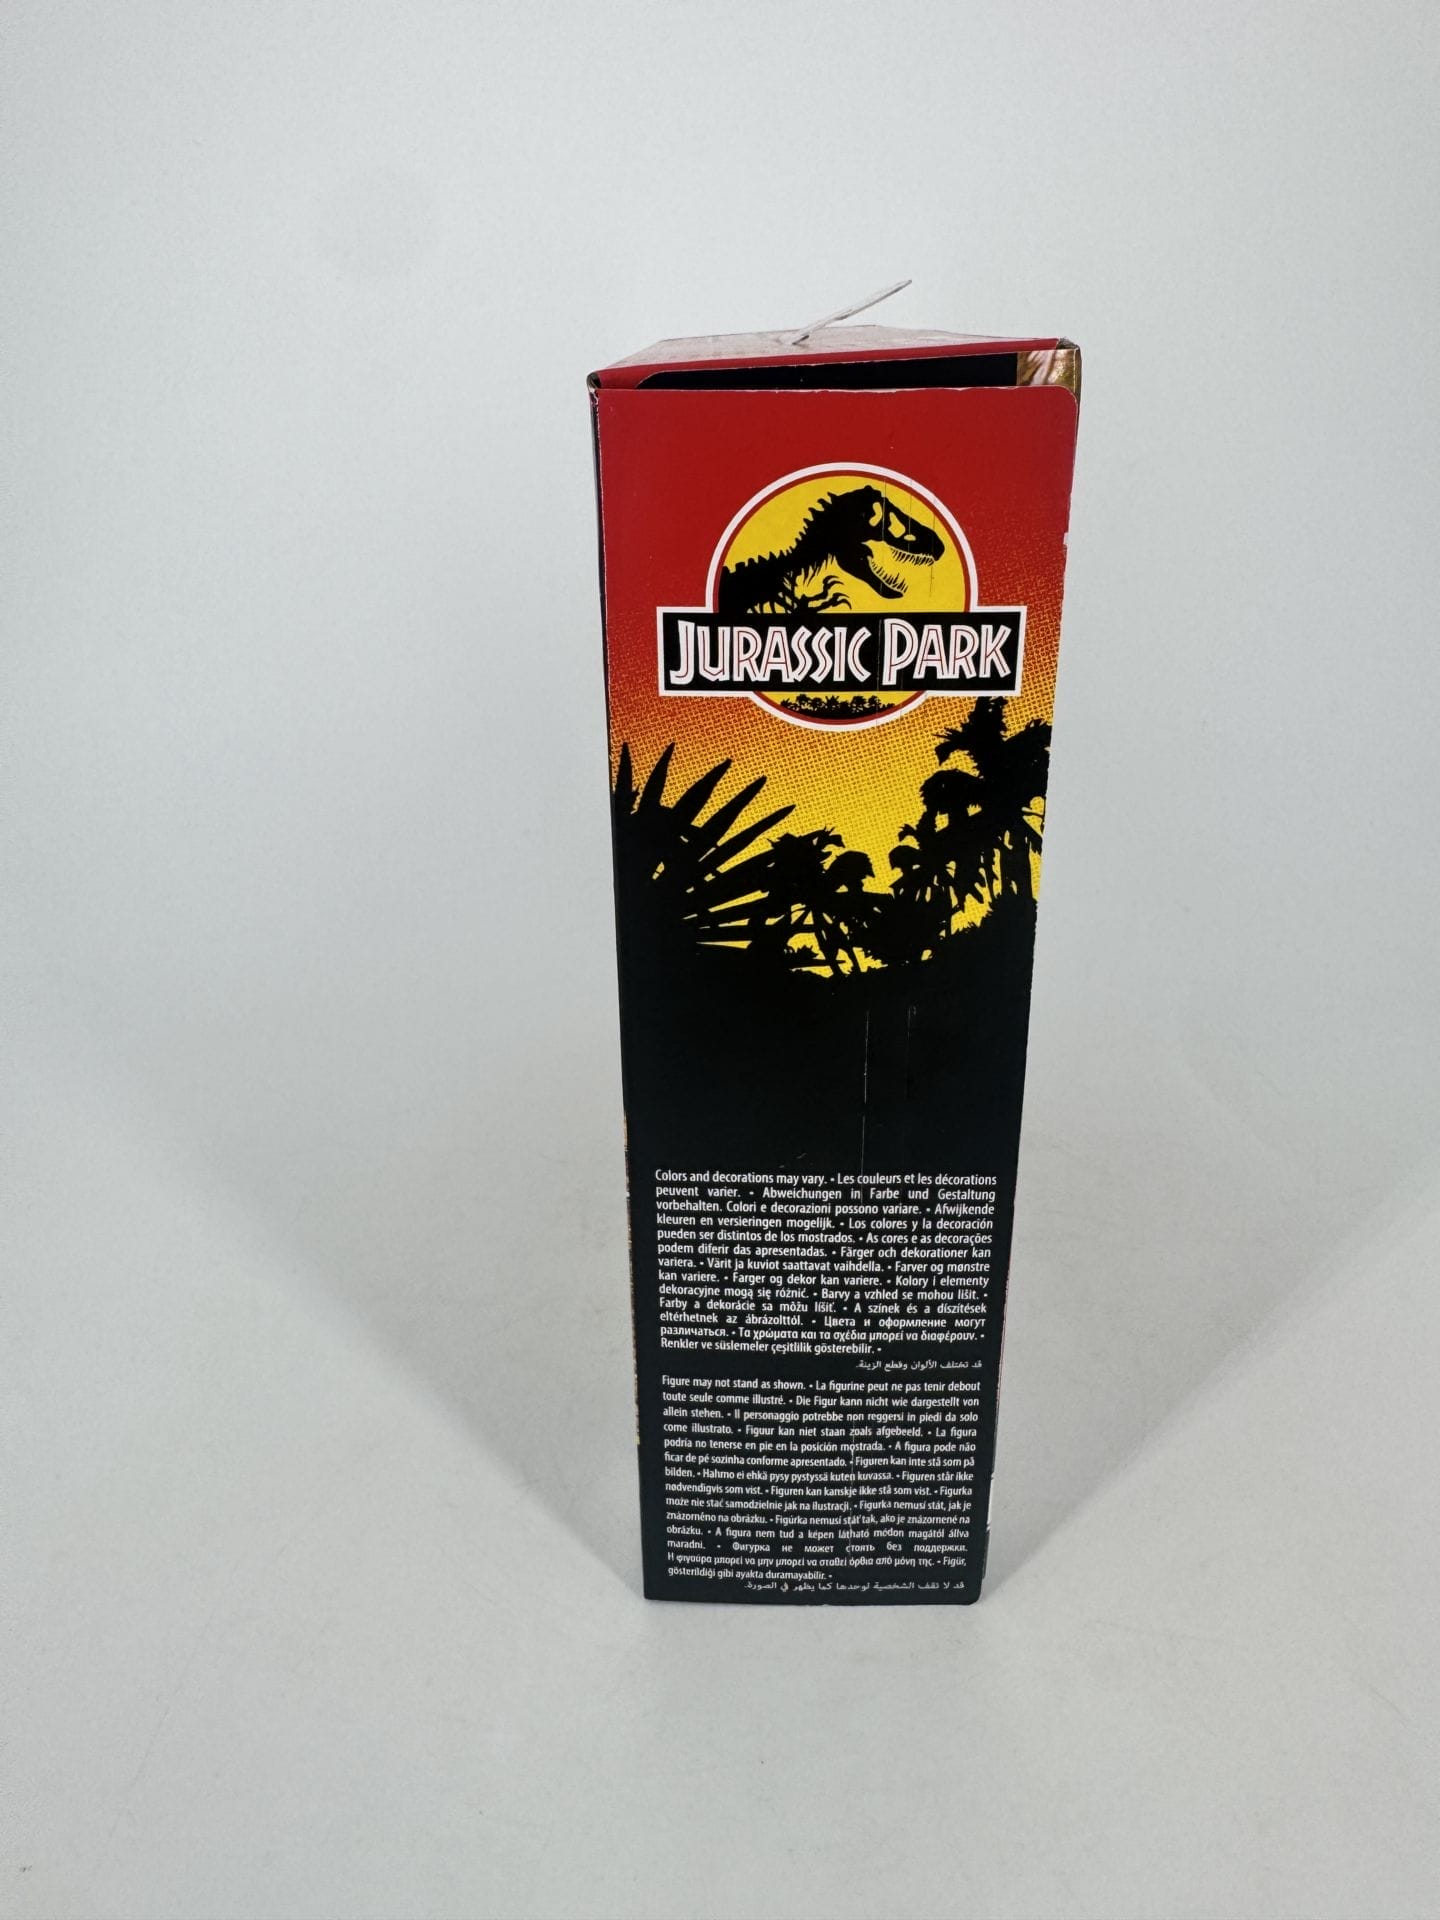 JURASSIC PARK
Colors and decorations may vary. • Les couleurs et les décorations
peuvent varier. • Abweichungen in Farbe und Gestaltung
vorbehalten. Colori e decorazioni possono variare. • Afwijkende
kleuren en versieringen mogelijk. • Los colores y la decoración
pueden ser distintos de los mostrados. • As cores e as decorações
podem diferir das apresentadas. • Färger och dekorationer kan
variera. • Värit ja kuviot saattavat vaihdella. • Farver og mønstre
kan variere. • Farger og dekor kan variere. • Kolory i elementy
dekoracyjne mogą się różnić. • Barvy a vzhled se mohou lišit. •
Farby a dekorácie sa môžu líšiť. • A színek és a díszítések
eltérhetnek az ábrázolttól. • Цвета и оформление могут
различаться. • Τα χρώματα και τα σχέδια μπορεί να διαφέρουν. •
Renkler ve süslemeler çeşitlilik gösterebilir. •
قد تختلف الألوان وقطع الزينة.
Figure may not stand as shown. • La figurine peut ne pas tenir debout
toute seule comme illustré. • Die Figur kann nicht wie dargestellt von
allein stehen. • Il personaggio potrebbe non reggersi in piedi da solo
come illustrato. • Figuur kan niet staan zoals afgebeeld. • La figura
podría no tenerse en pie en la posición mostrada. • A figura pode não
ficar de pé sozinha conforme apresentado. • Figuren kan inte stå som på
bilden. • Hahmo ei ehkä pysy pystyssä kuten kuvassa. • Figuren står ikke
nødvendigvis som vist. • Figuren kan kanskje ikke stå som vist. • Figurka
może nie stać samodzielnie jak na ilustracji. • Figurka nemusí stát, jak je
znázorněno na obrázku. • Figúrka nemusí stáť tak, ako je znázornené na
obrázku. • A figura nem tud a képen látható módon magától állva
maradni. • Фигурка не может стоять без поддержки.
Η φιγούρα μπορεί να μην μπορεί να σταθεί όρθια από μόνη της. • Figür,
gösterildiği gibi ayakta duramayabilir. •
قد لا تقف الشخصية لوحدها كما يظهر في الصورة.